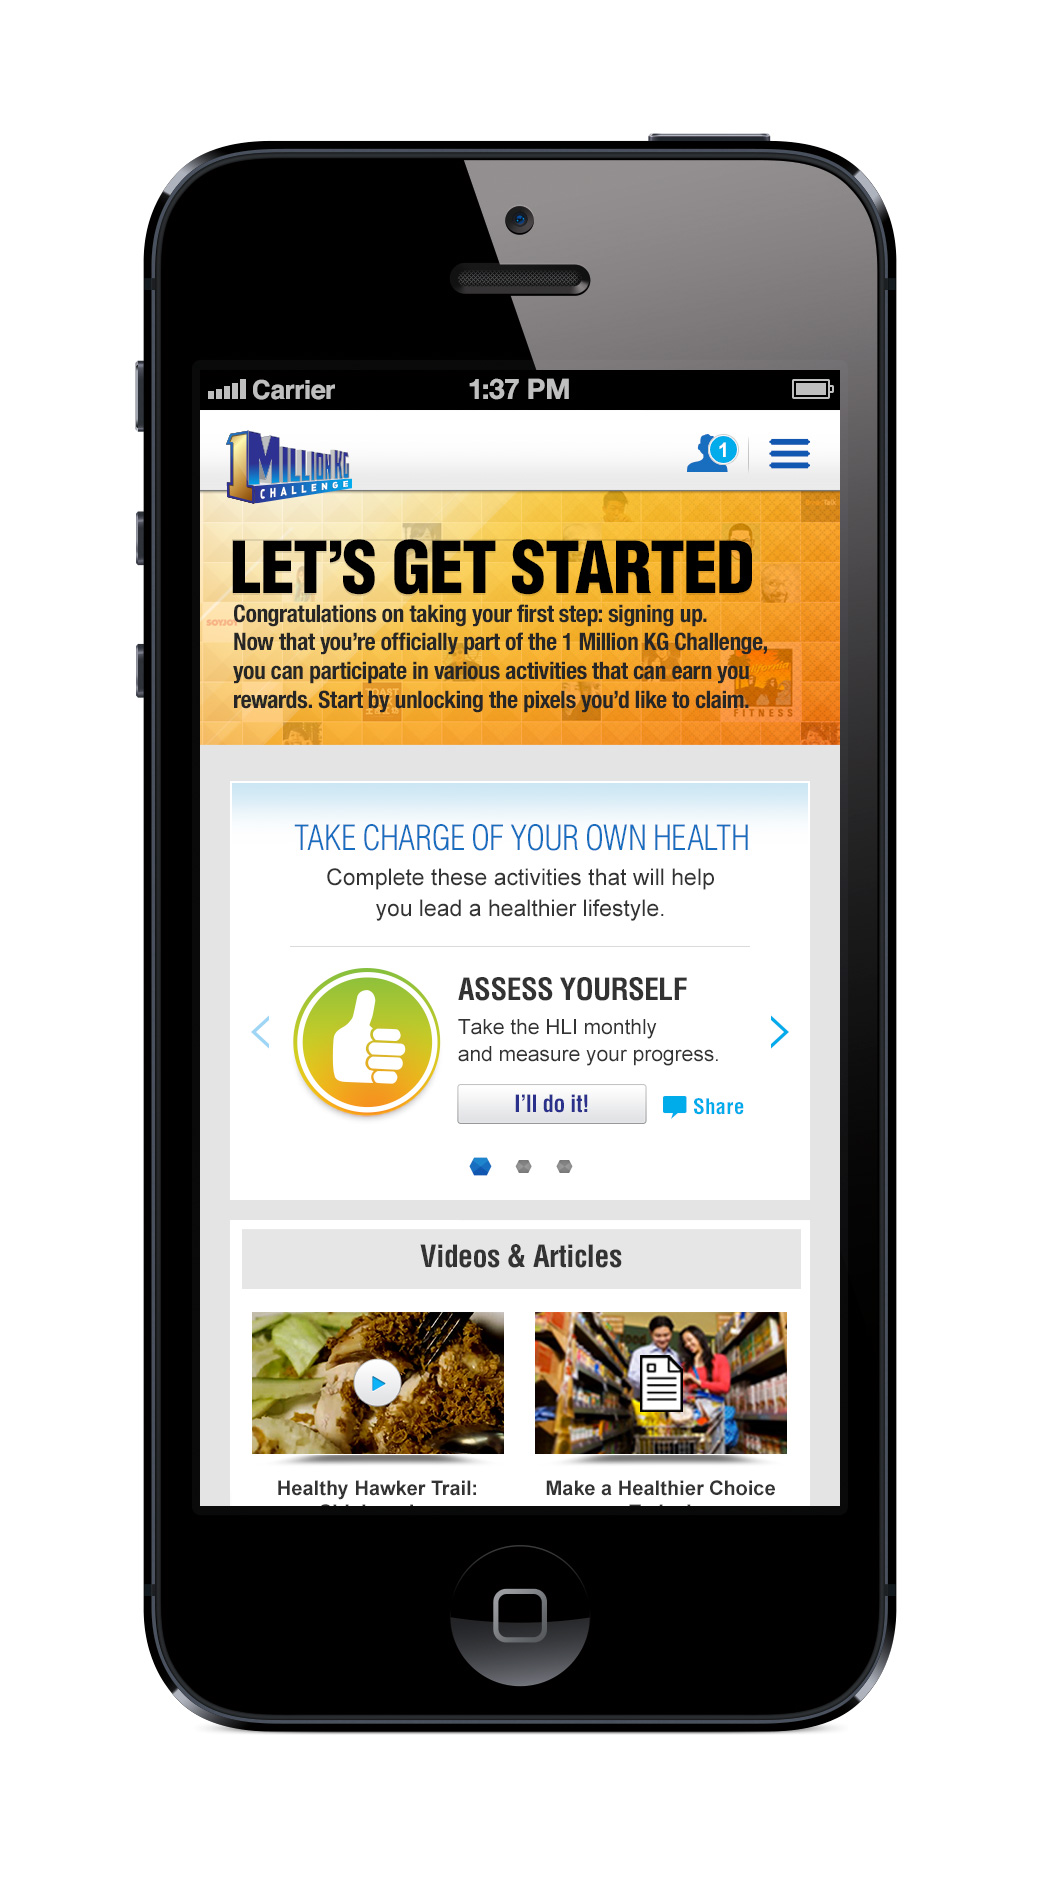 Carrier
1:37 PM
1 MILLION KG
CHALLENGE
1
LET'S GET STARTED
Congratulations on taking your first step: signing up.
Now that you're officially part of the 1 Million KG Challenge,
you can participate in various activities that can earn you
rewards. Start by unlocking the pixels you'd like to claim.
SOYJOY
FITNESS
TAKE CHARGE OF YOUR OWN HEALTH
Complete these activities that will help
you lead a healthier lifestyle.
ASSESS YOURSELF
Take the HLI monthly
and measure your progress.
I'll do it!
Share
Videos & Articles
Healthy Hawker Trail:
Make a Healthier Choice